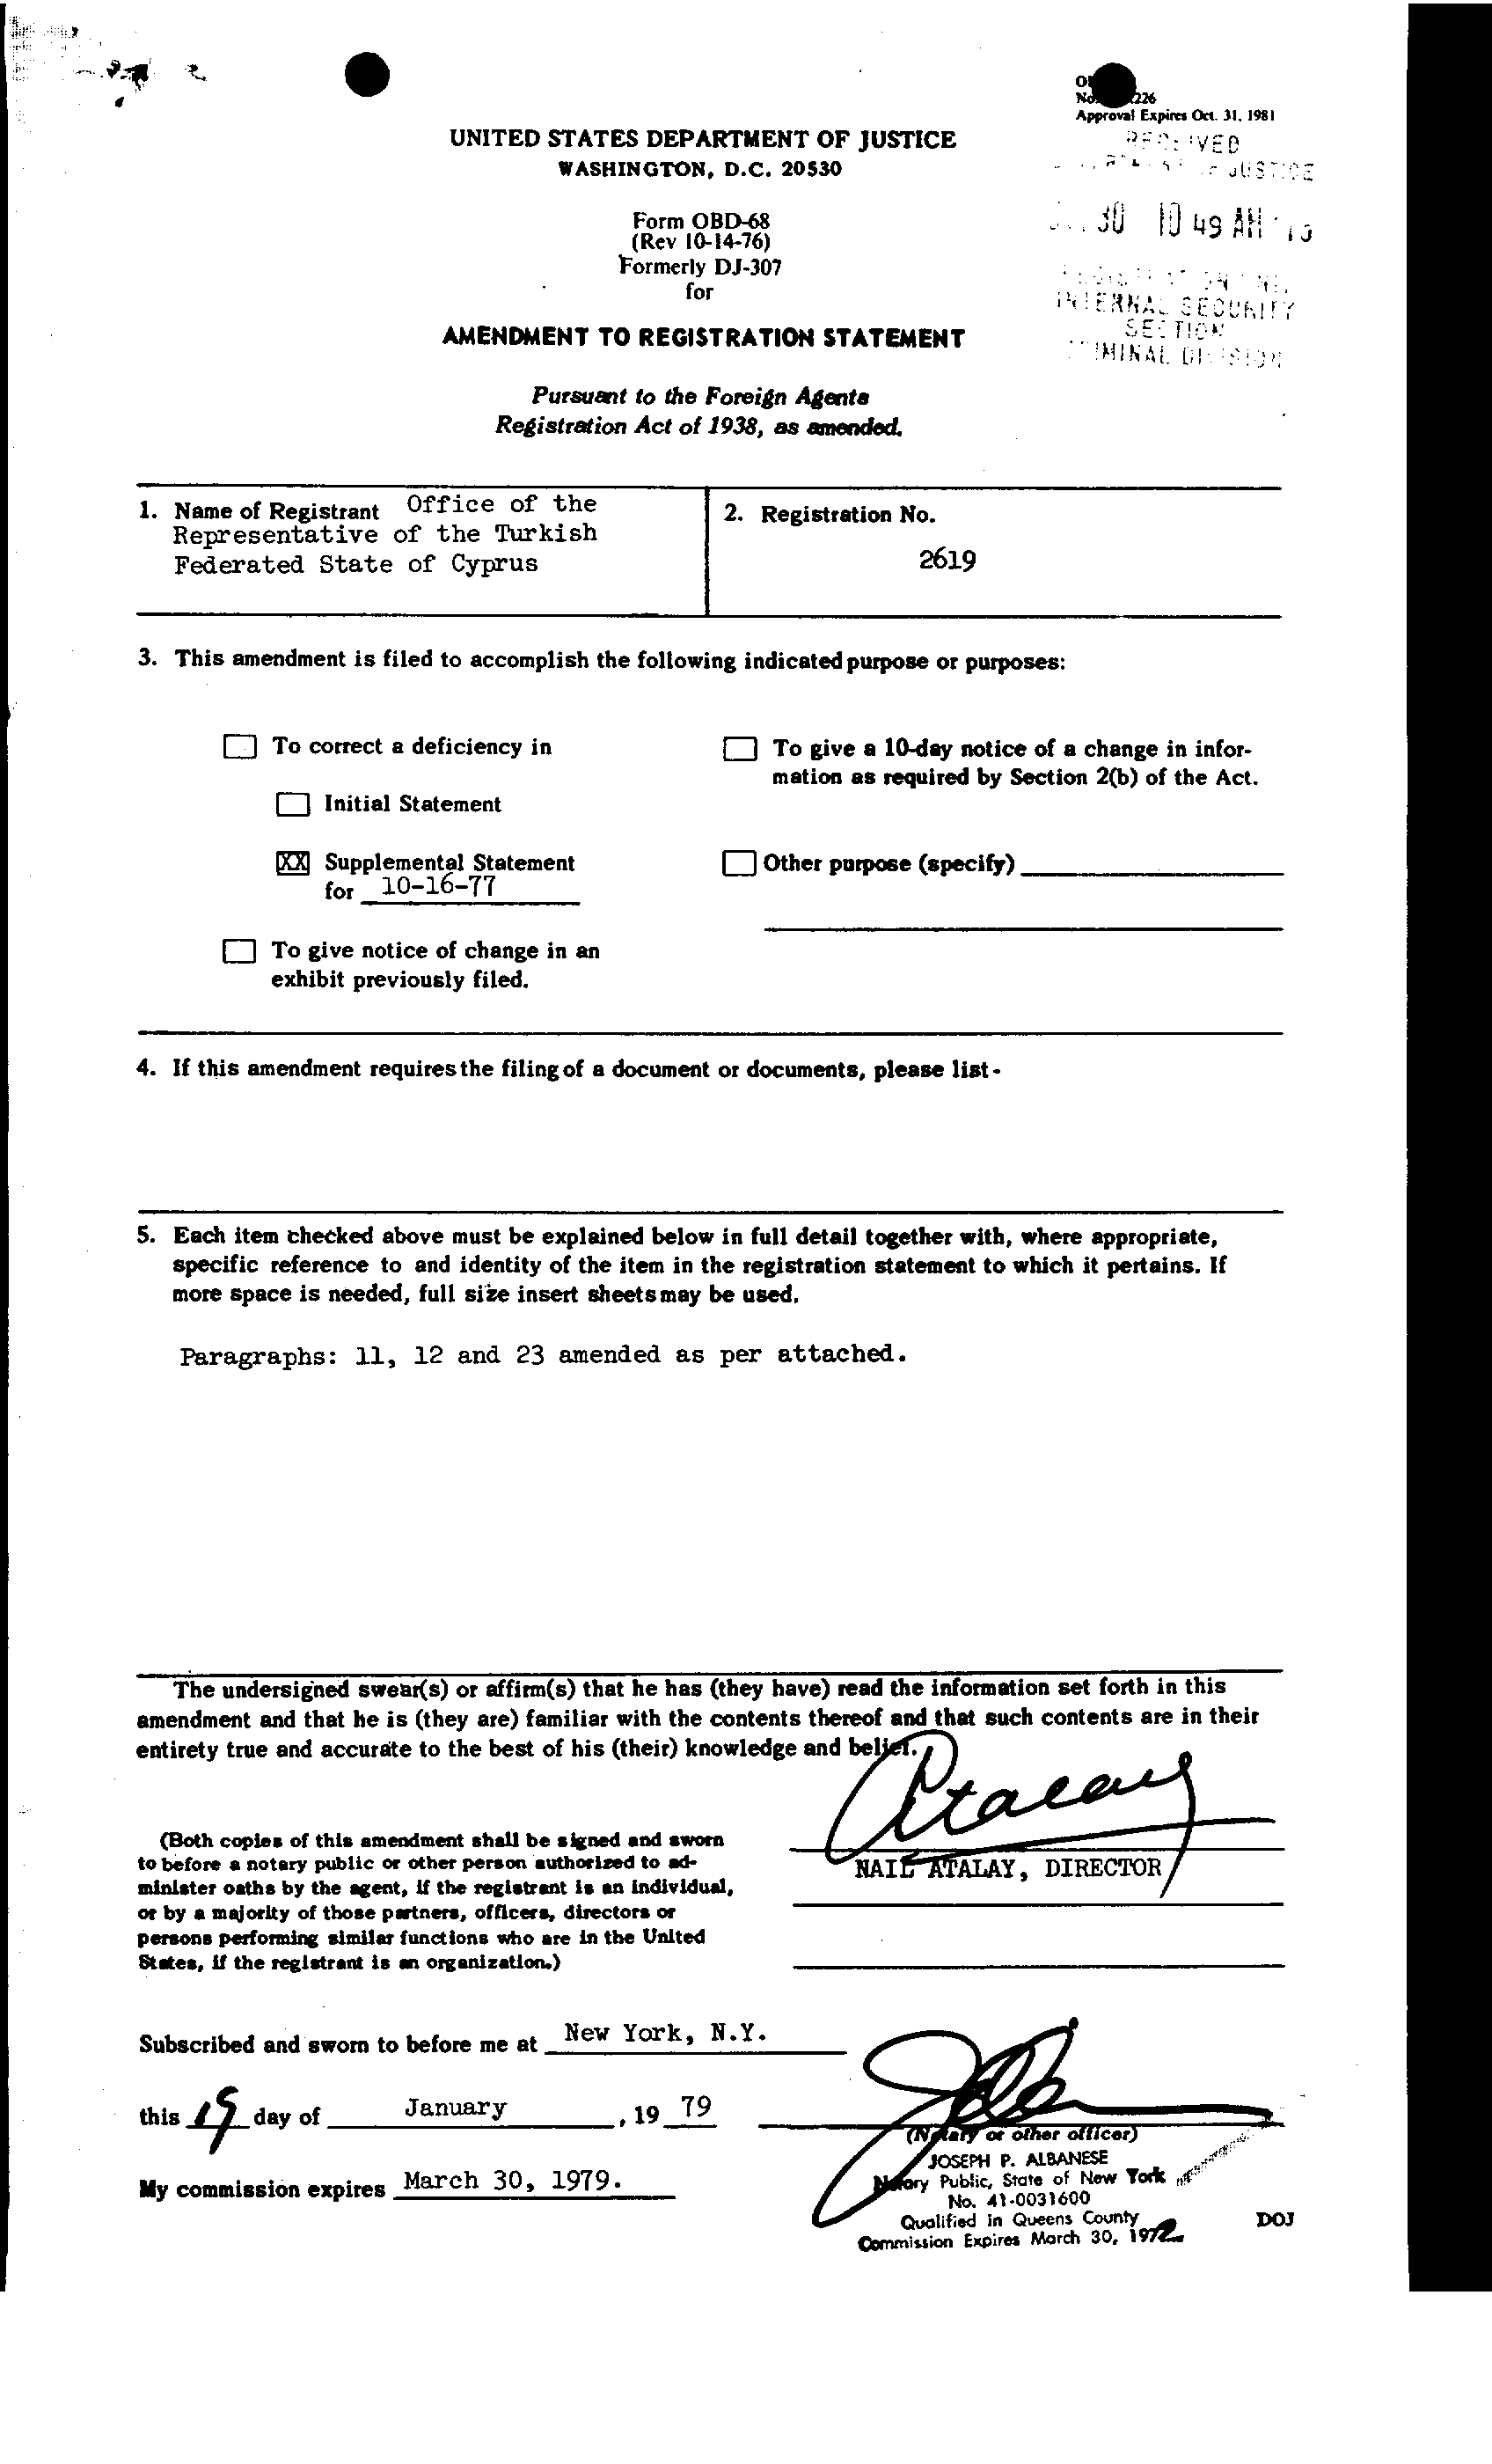 226
Approval Expires Oct. 31, 1981
UNITED STATES DEPARTMENT OF JUSTICE
WASHINGTON, D.C. 20530
JUSTICE
30 10 49 AM
INTERNAL SECURITY
SECTION
Form OBD-68
(Rev 10-14-76)
Formerly DJ-307
for
AMENDMENT TO REGISTRATION STATEMENT
Pursuant to the Foreign Agents
Registration Act of 1938, as amended.
1. Name of Registrant Office of the
Representative of the Turkish
Federated State of Cyprus
2. Registration No.
2619
3. This amendment is filed to accomplish the following indicated purpose or purposes:
To correct a deficiency in
Initial Statement
XX Supplemental Statement
for 10-16-77
To give notice of change in an
exhibit previously filed.
To give a 10-day notice of a change in infor-
mation as required by Section 2(b) of the Act.
Other purpose (specify)
4. If this amendment requires the filing of a document or documents, please list -
5. Each item checked above must be explained below in full detail together with, where appropriate,
specific reference to and identity of the item in the registration statement to which it pertains. If
more space is needed, full size insert sheets may be used.
Paragraphs: 11, 12 and 23 amended as per attached.
The undersigned swear(s) or affirm(s) that he has (they have) read the information set forth in this
amendment and that he is (they are) familiar with the contents thereof and that such contents are in their
entirety true and accurate to the best of his (their) knowledge and belief.
Atalay
NAIL ATALAY, DIRECTOR
(Both copies of this amendment shall be signed and sworn
to before a notary public or other person authorized to ad-
minister oaths by the agent, if the registrant is an individual,
or by a majority of those partners, officers, directors or
persons performing similar functions who are in the United
States, if the registrant is an organization.)
Subscribed and sworn to before me at New York, N.Y.
this 19 day of January, 19 79
(Notary or other officer)
My commission expires March 30, 1979.
JOSEPH P. ALBANESE
Notary Public, State of New York
No. 41-0031600
Qualified in Queens County
Commission Expires March 30,
DOJ